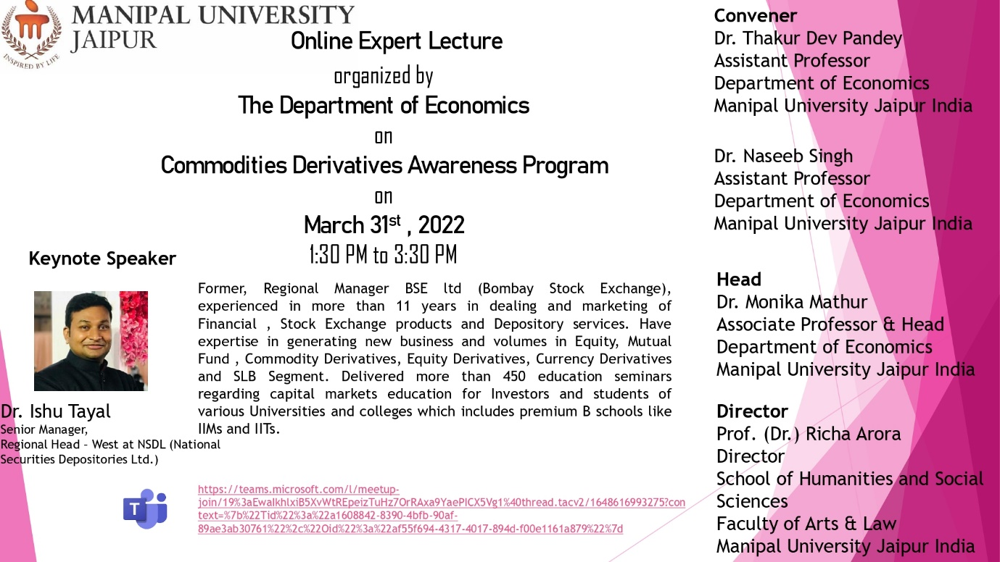 MANIPAL UNIVERSITY
JAIPUR
INSPIRED BY LIFE
Online Expert Lecture
organized by
The Department of Economics
on
Commodities Derivatives Awareness Program
on
March 31st , 2022
1:30 PM to 3:30 PM
Keynote Speaker
Dr. Ishu Tayal
Senior Manager,
Regional Head – West at NSDL (National
Securities Depositories Ltd.)
Former, Regional Manager BSE ltd (Bombay Stock Exchange),
experienced in more than 11 years in dealing and marketing of
Financial , Stock Exchange products and Depository services. Have
expertise in generating new business and volumes in Equity, Mutual
Fund , Commodity Derivatives, Equity Derivatives, Currency Derivatives
and SLB Segment. Delivered more than 450 education seminars
regarding capital markets education for Investors and students of
various Universities and colleges which includes premium B schools like
IIMs and IITs.
T
https://teams.microsoft.com/l/meetup-
join/19%3aEwaIkhlxiB5XvWtREpeizTuHz7OrRAxa9YaePICX5Vg1%40thread.tacv2/1648616993275?con
text=%7b%22Tid%22%3a%22a1608842-8390-4bfb-90af-
89ae3ab30761%22%2c%22Oid%22%3a%22af55f694-4317-4017-894d-f00e1161a879%22%7d
Convener
Dr. Thakur Dev Pandey
Assistant Professor
Department of Economics
Manipal University Jaipur India
Dr. Naseeb Singh
Assistant Professor
Department of Economics
Manipal University Jaipur India
Head
Dr. Monika Mathur
Associate Professor & Head
Department of Economics
Manipal University Jaipur India
Director
Prof. (Dr.) Richa Arora
Director
School of Humanities and Social
Sciences
Faculty of Arts & Law
Manipal University Jaipur India